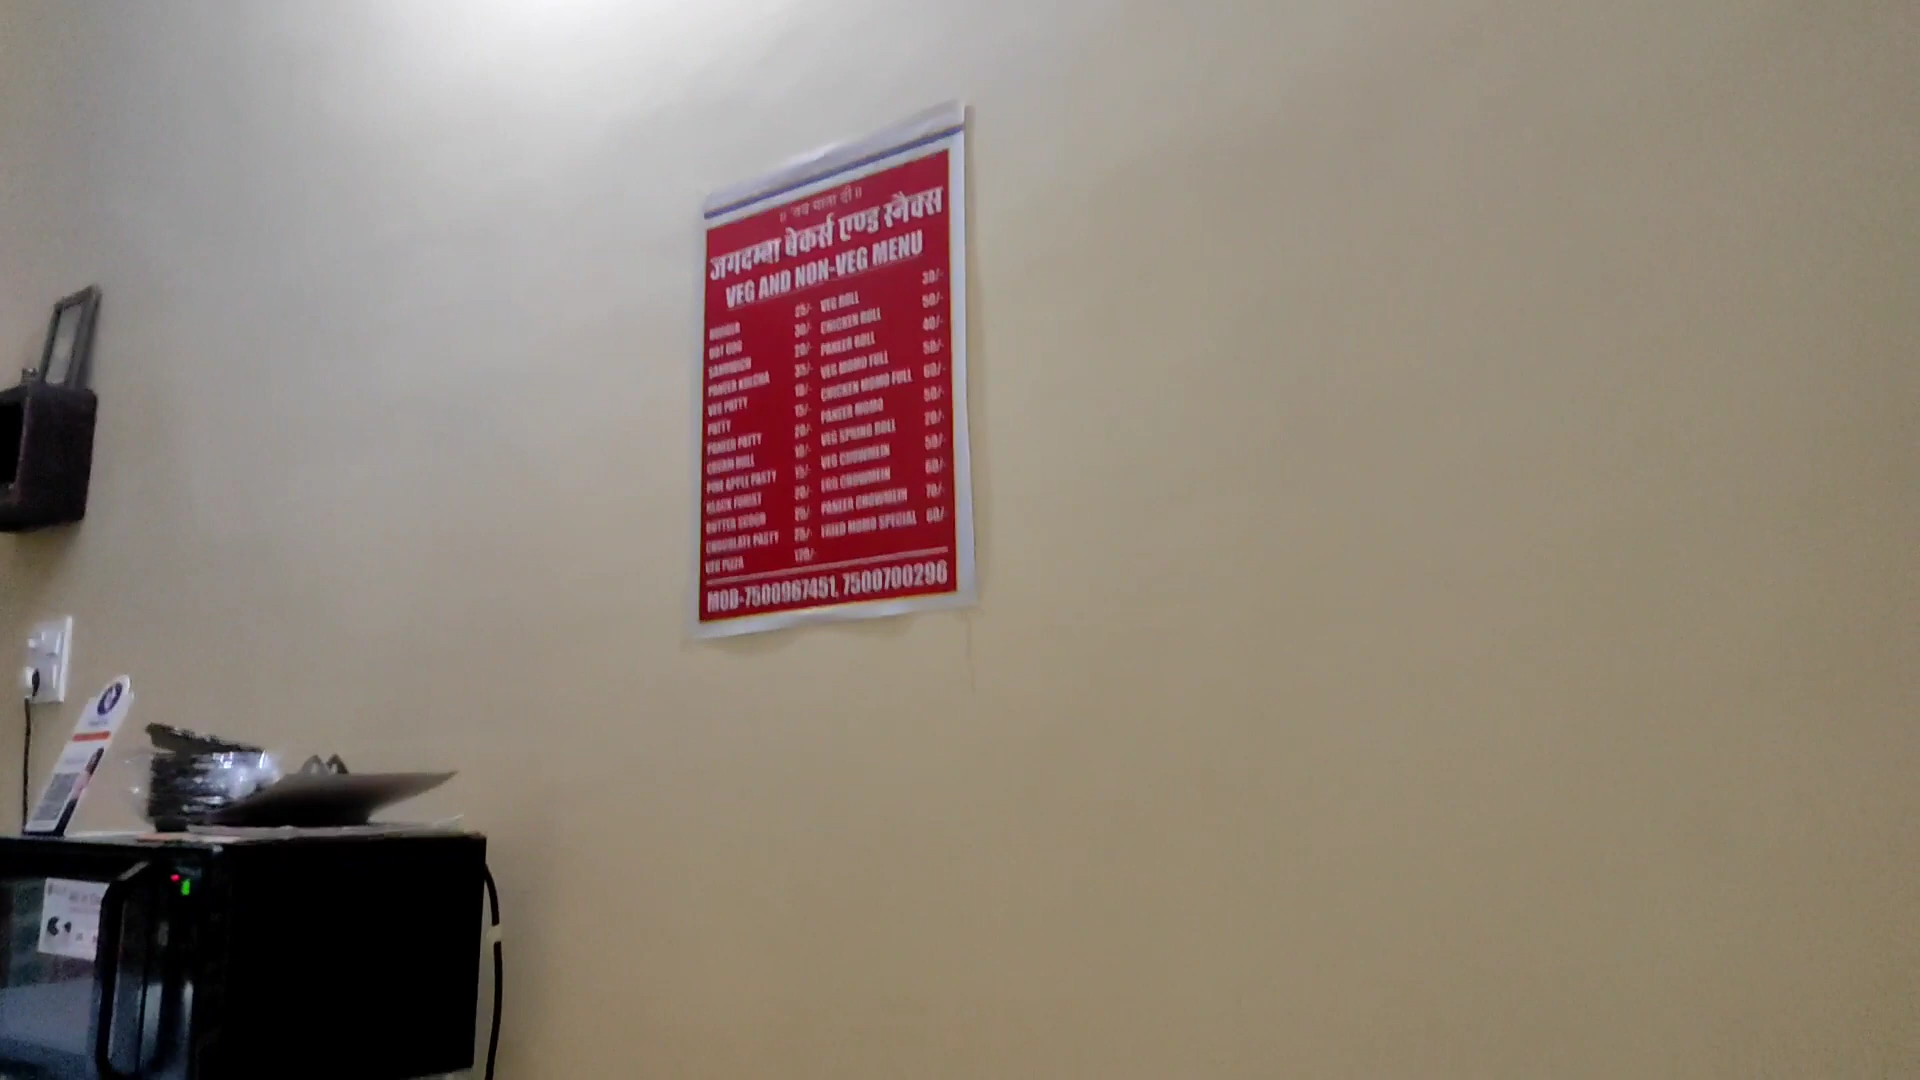 ॥ जय माता दी ॥
जगदम्बा बेकर्स एण्ड स्नैक्स
VEG AND NON-VEG MENU
BURGER 25/-
HOT DOG 30/-
SANDWICH 20/-
PANEER KULCHA 35/-
VEG PATTY 10/-
PATTY 15/-
PANEER PATTY 20/-
CREAM ROLL 10/-
PINE APPLE PASTY 15/-
BLACK FOREST 20/-
BUTTER SCOCH 25/-
CHOCOLATE PASTY 25/-
VEG PIZZA 120/-
VEG ROLL 30/-
CHICKEN ROLL 50/-
PANEER ROLL 40/-
VEG MOMO FULL 50/-
CHICKEN MOMO FULL 60/-
PANEER MOMO 50/-
VEG SPRING ROLL 20/-
VEG CHOWMEIN 50/-
EGG CHOWMEIN 60/-
PANEER CHOWMEIN 70/-
FRIED MOMO SPECIAL 60/-
MOB-7500967451, 7500700296